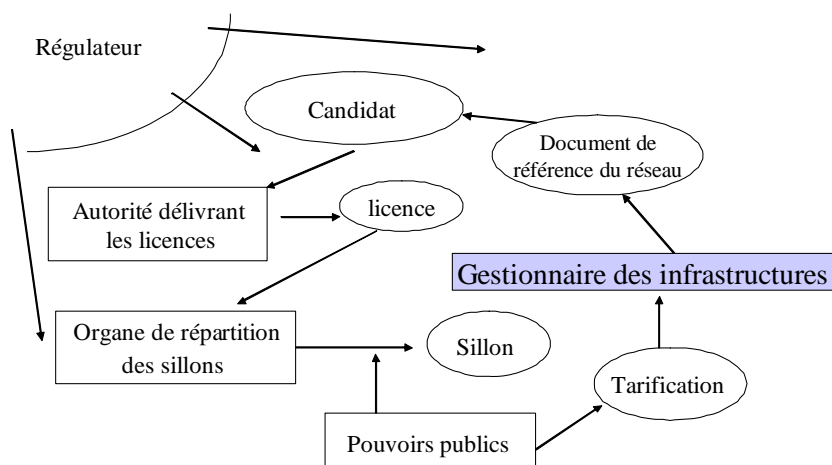 Régulateur
Candidat
Document de
référence du réseau
Autorité délivrant
les licences
licence
Gestionnaire des infrastructures
Organe de répartition
des sillons
Sillon
Tarification
Pouvoirs publics